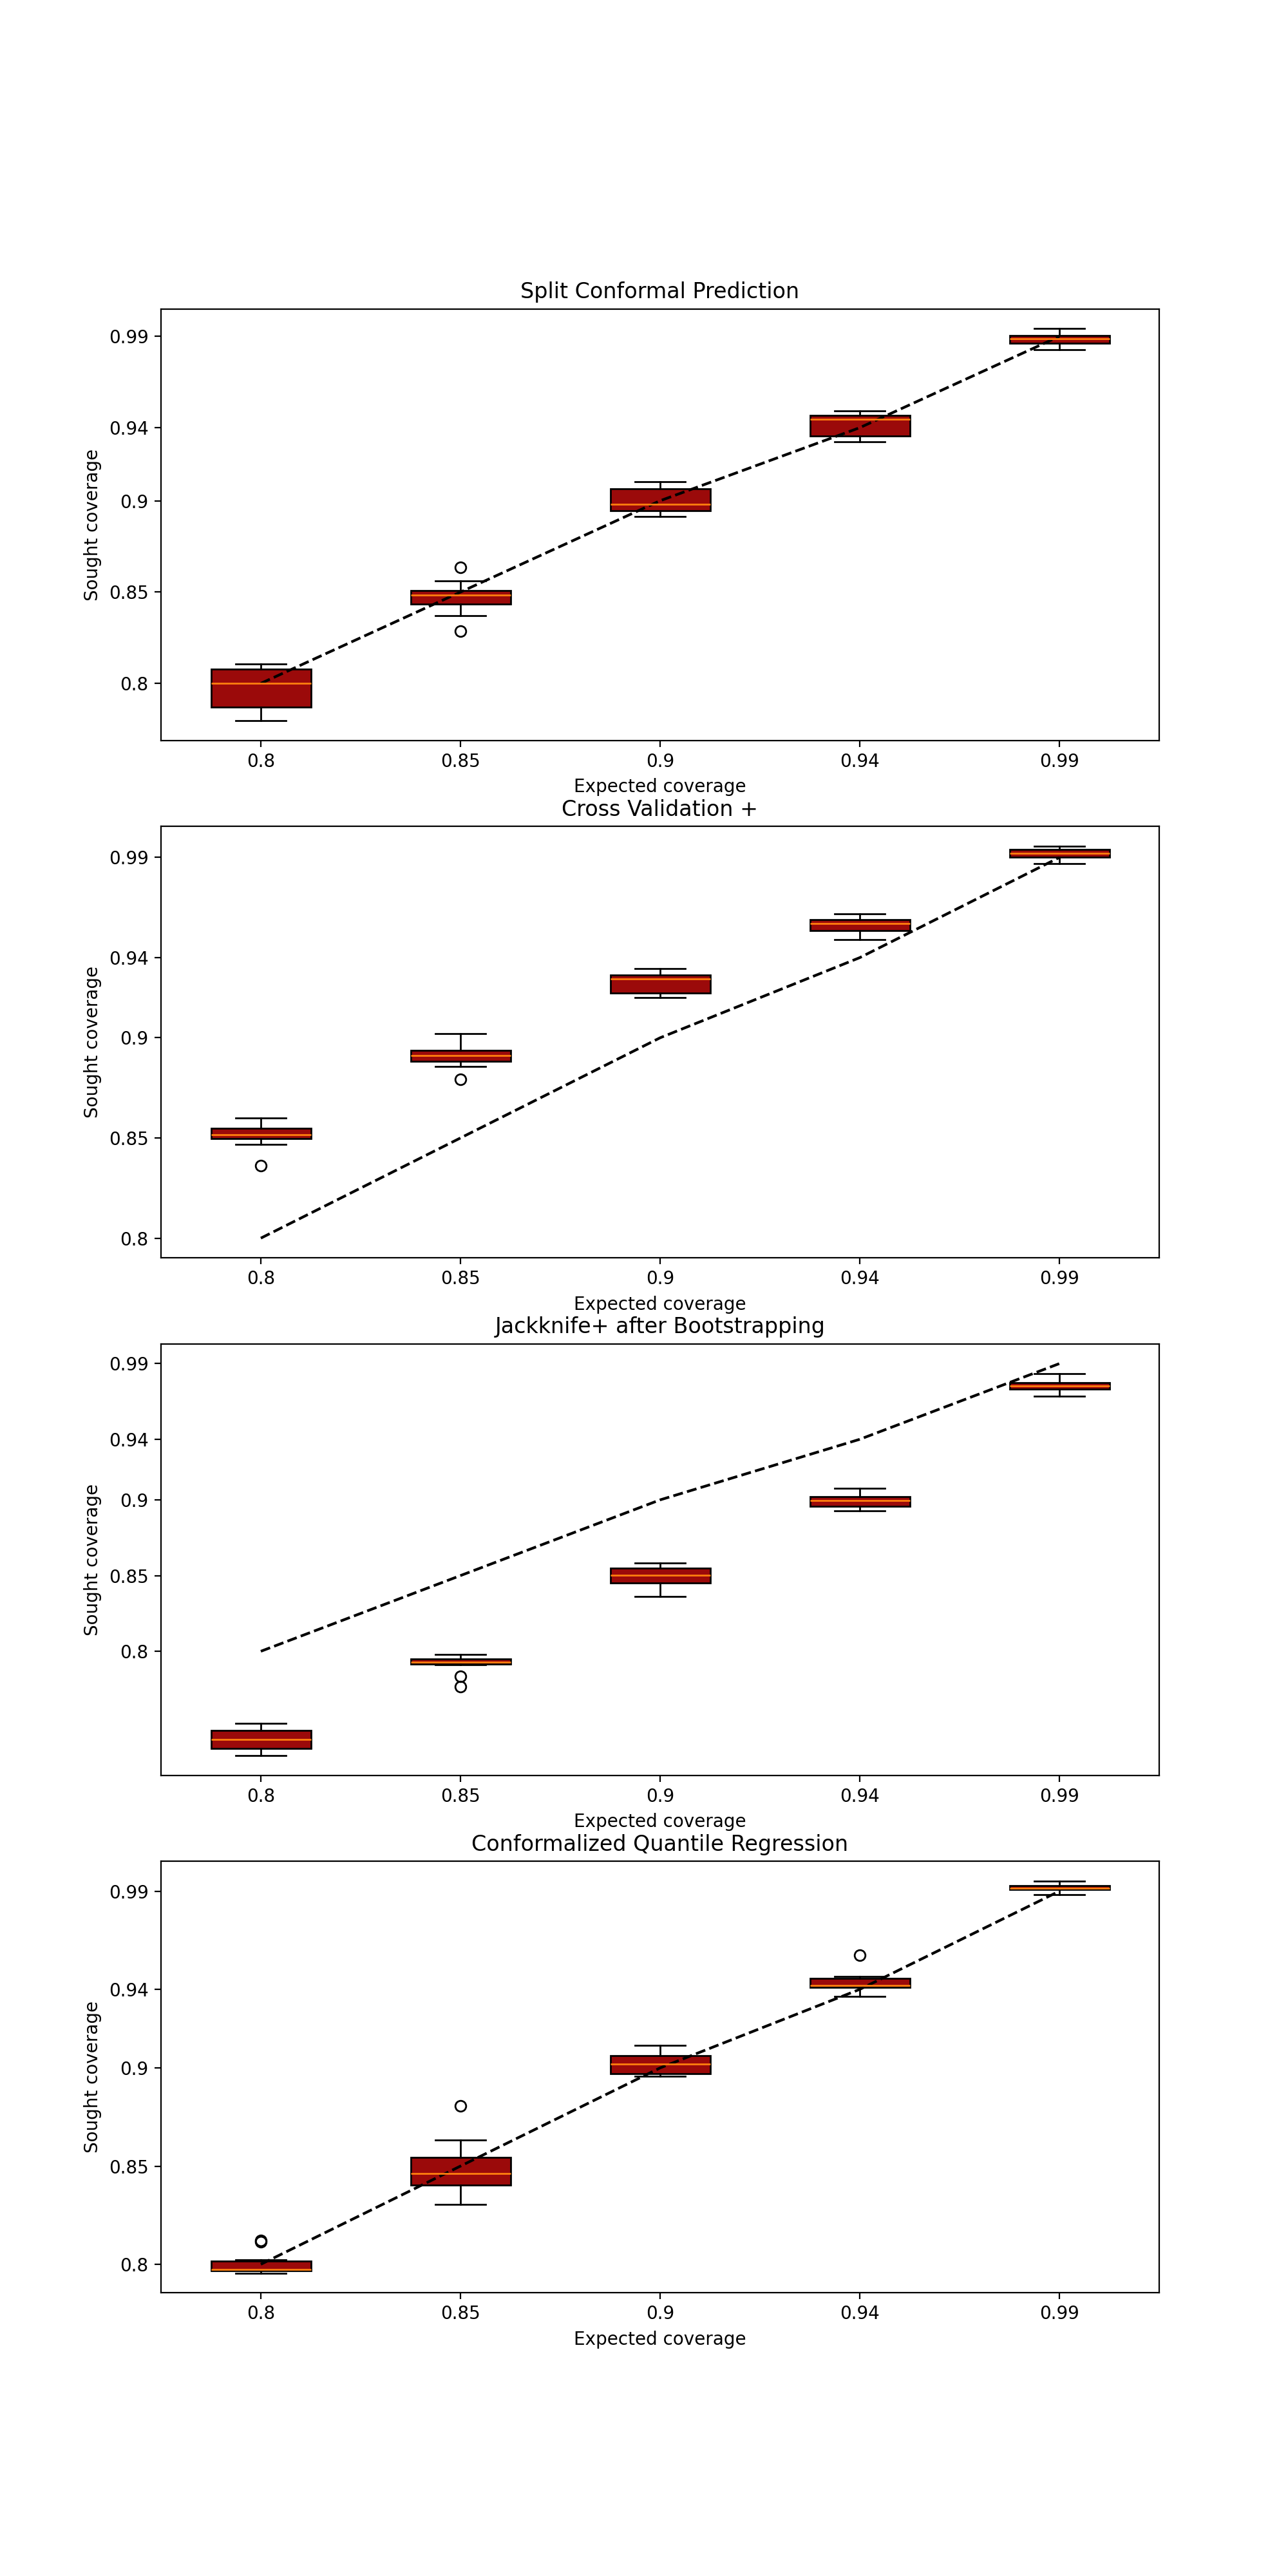 Split Conformal Prediction
Sought coverage
0.99
0.94
0.9
0.85
0.8
0.8 0.85 0.9 0.94 0.99
Expected coverage
Cross Validation +
Sought coverage
0.99
0.94
0.9
0.85
0.8
0.8 0.85 0.9 0.94 0.99
Expected coverage
Jackknife+ after Bootstrapping
Sought coverage
0.99
0.94
0.9
0.85
0.8
0.8 0.85 0.9 0.94 0.99
Expected coverage
Conformalized Quantile Regression
Sought coverage
0.99
0.94
0.9
0.85
0.8
0.8 0.85 0.9 0.94 0.99
Expected coverage